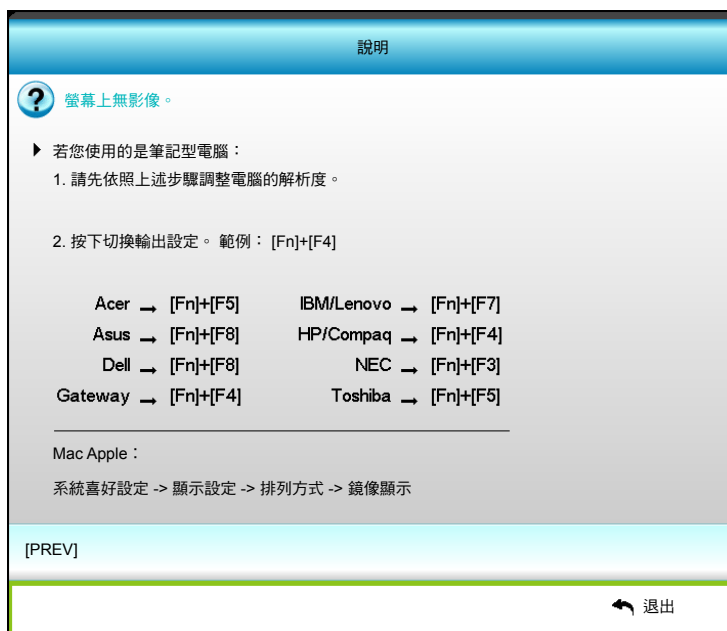 說明
?
螢幕上無影像。
若您使用的是筆記型電腦：
1. 請先依照上述步驟調整電腦的解析度。
2. 按下切換輸出設定。 範例： [Fn]+[F4]
Acer → [Fn]+[F5] IBM/Lenovo → [Fn]+[F7]
Asus → [Fn]+[F8] HP/Compaq → [Fn]+[F4]
Dell → [Fn]+[F8] NEC → [Fn]+[F3]
Gateway → [Fn]+[F4] Toshiba → [Fn]+[F5]
Mac Apple：
系統喜好設定 -> 顯示設定 -> 排列方式 -> 鏡像顯示
[PREV]
退出